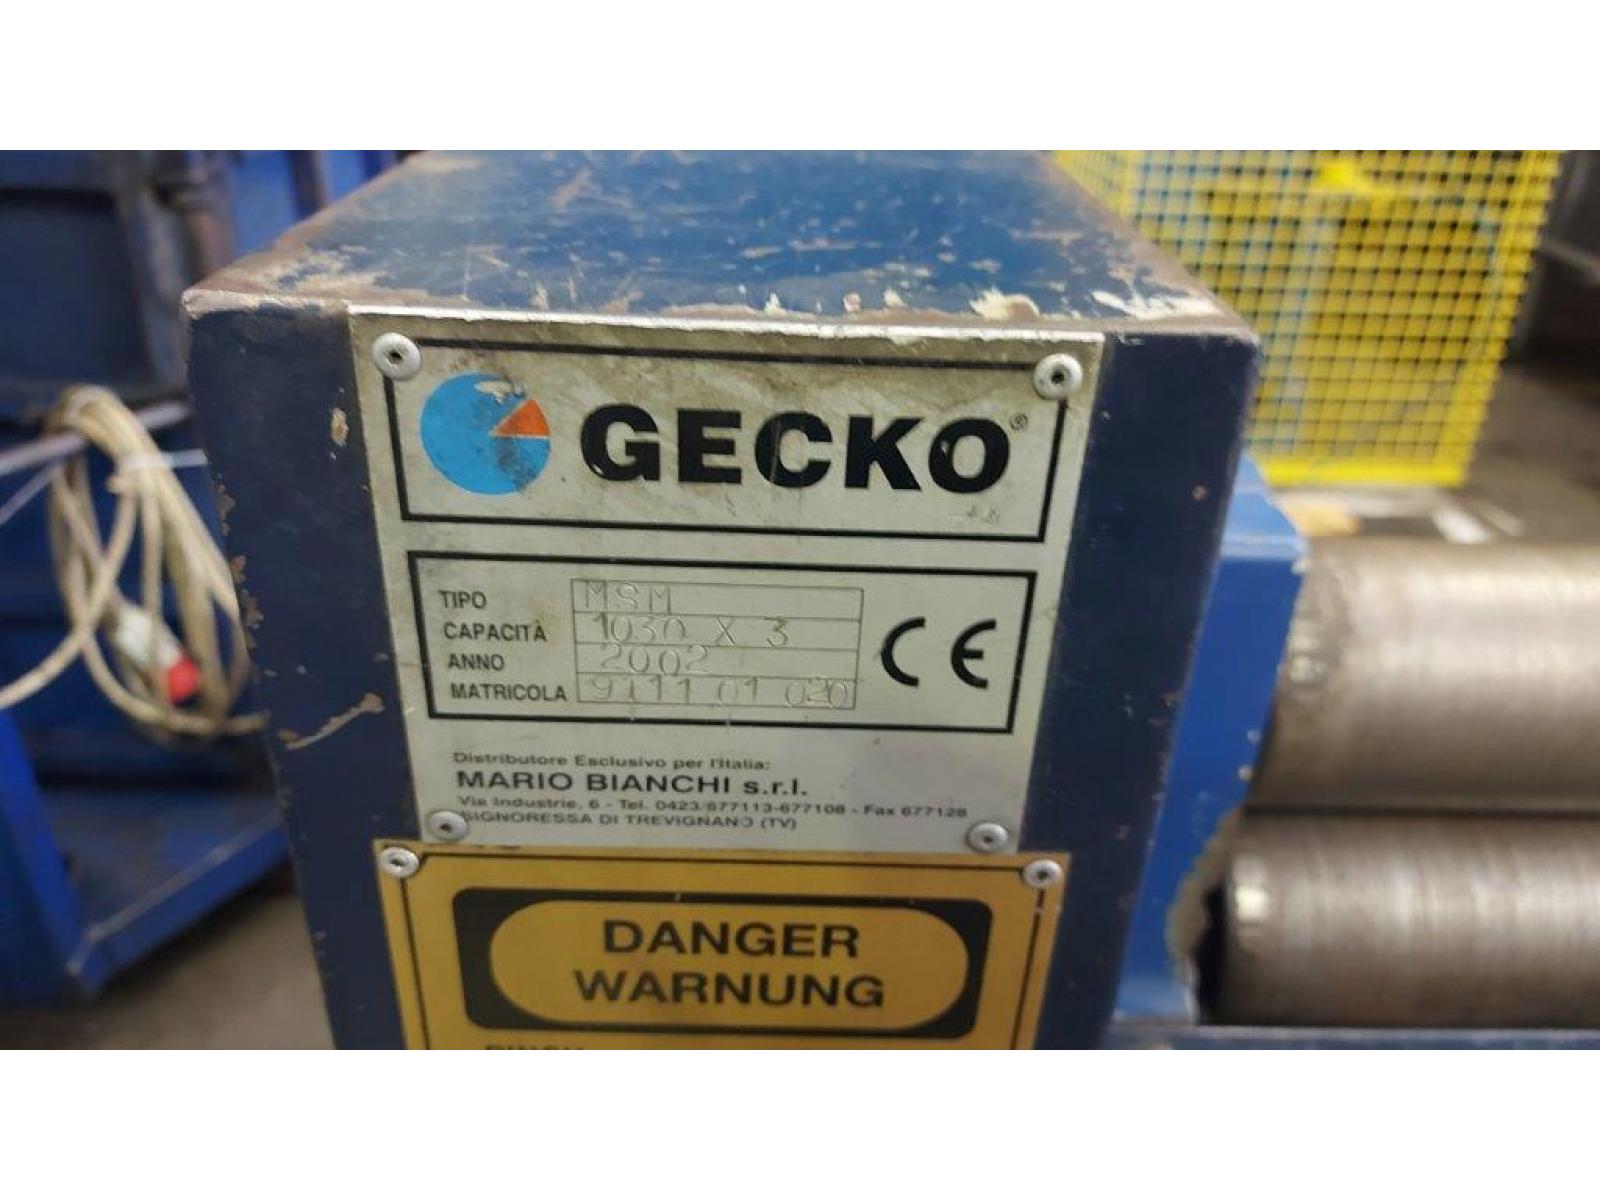 GECKO®
TIPO MSM
CAPACITÀ 1030 X 3
ANNO 2002
MATRICOLA 9111 01 020
CE
Distributore Esclusivo per l'Italia:
MARIO BIANCHI s.r.l.
Via Industrie, 6 - Tel. 0423/677113-677108 - Fax 677128
SIGNORESSA DI TREVIGNANO (TV)
DANGER
WARNUNG